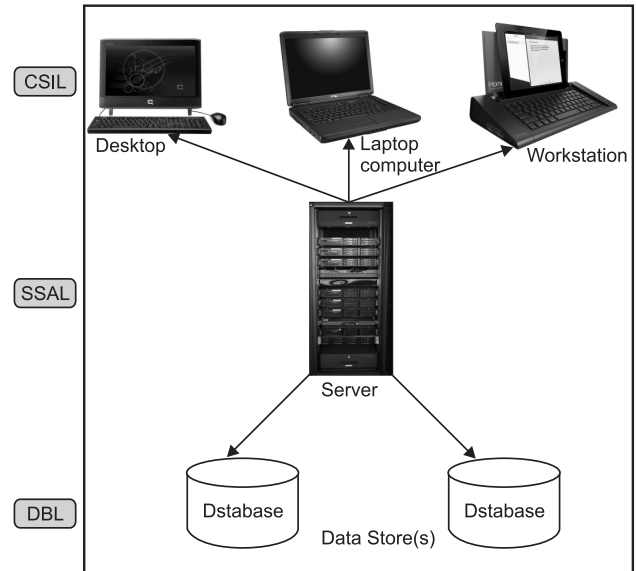 CSIL
Desktop
Laptop
computer
Workstation
SSAL
Server
DBL
Dstabase
Dstabase
Data Store(s)